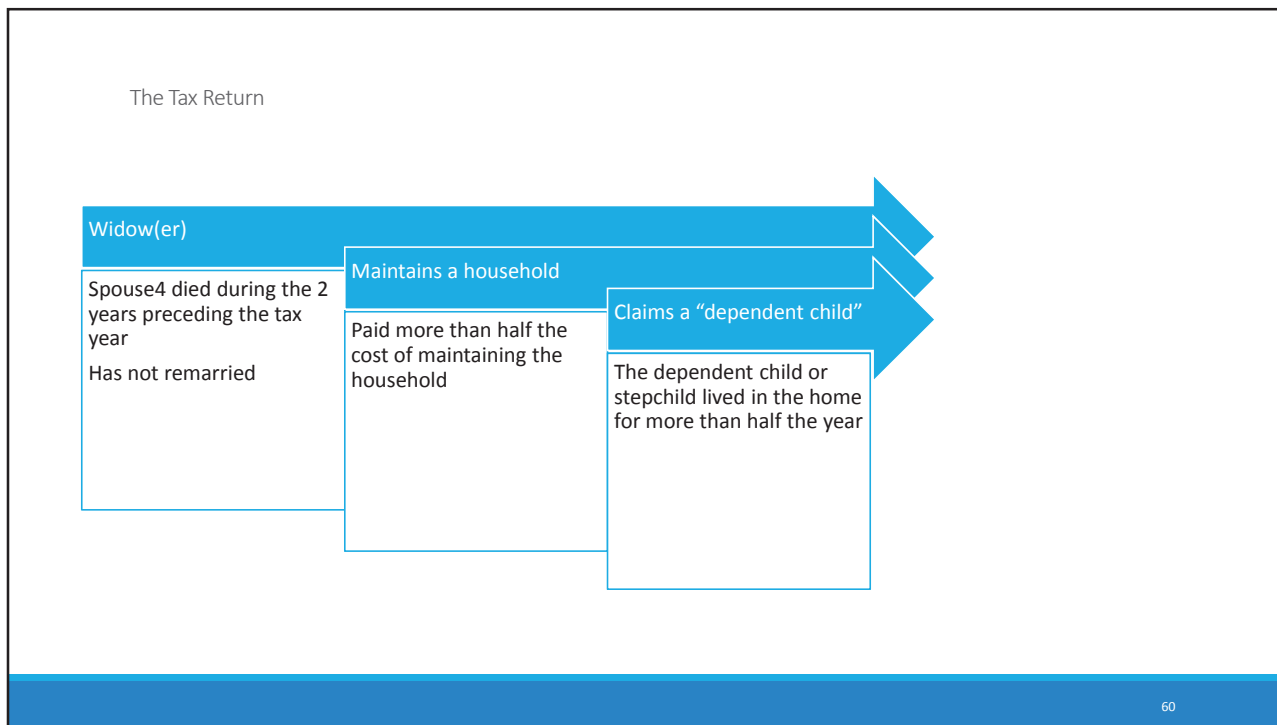 The Tax Return
Widow(er)
Spouse4 died during the 2
years preceding the tax
year
Has not remarried
Maintains a household
Paid more than half the
cost of maintaining the
household
Claims a “dependent child”
The dependent child or
stepchild lived in the home
for more than half the year
60